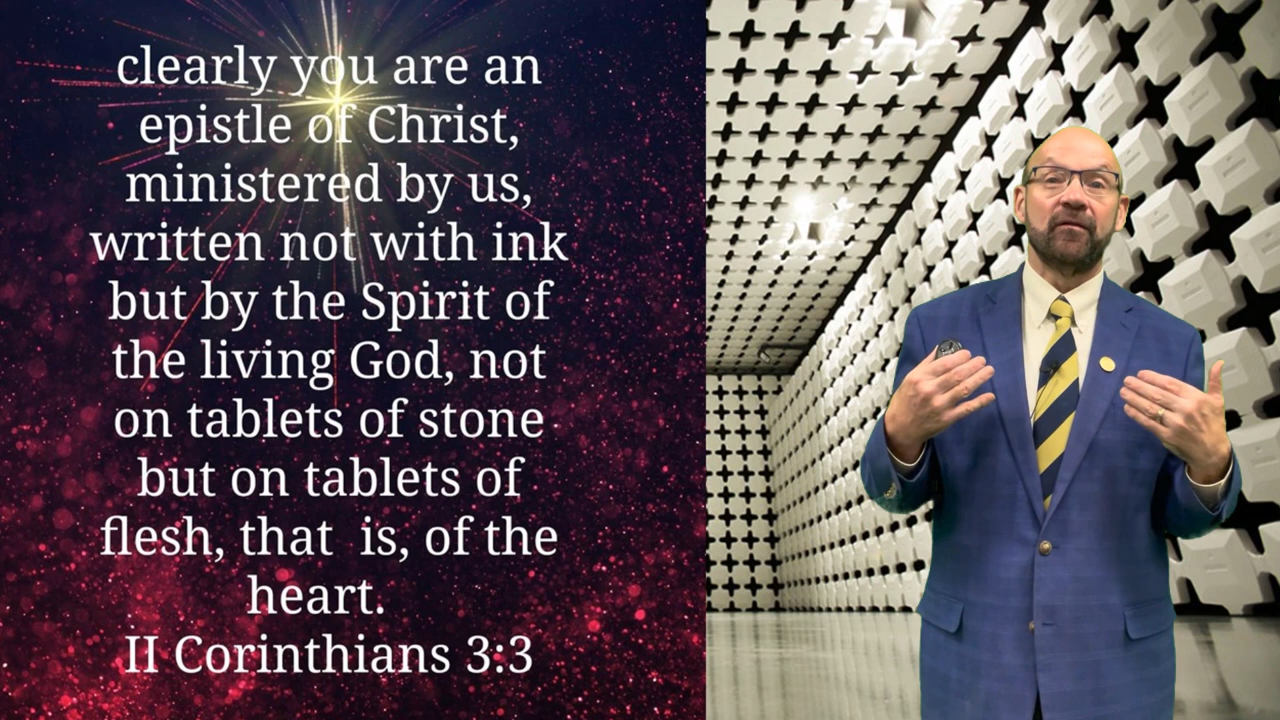 clearly you are an
epistle of Christ,
ministered by us,
written not with ink
but by the Spirit of
the living God, not
on tablets of stone
but on tablets of
flesh, that  is, of the
heart.
II Corinthians 3:3